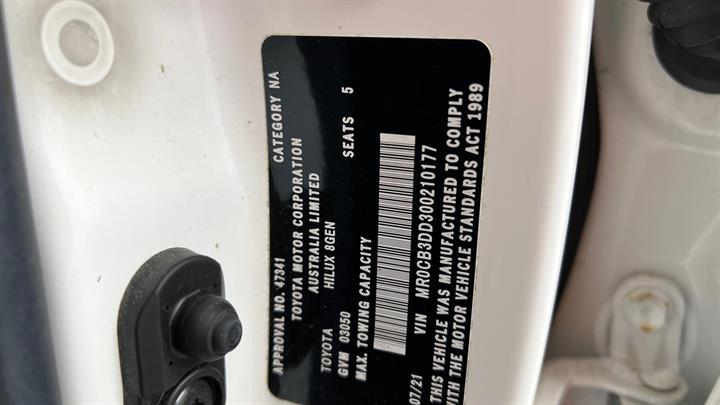 APPROVAL NO. 47341 CATEGORY NA
TOYOTA MOTOR CORPORATION
AUSTRALIA LIMITED
TOYOTA HILUX 8GEN
GVM 03050 SEATS 5
MAX. TOWING CAPACITY
07/21 VIN MR0CB3DD300210177
THIS VEHICLE WAS MANUFACTURED TO COMPLY
WITH THE MOTOR VEHICLE STANDARDS ACT 1989